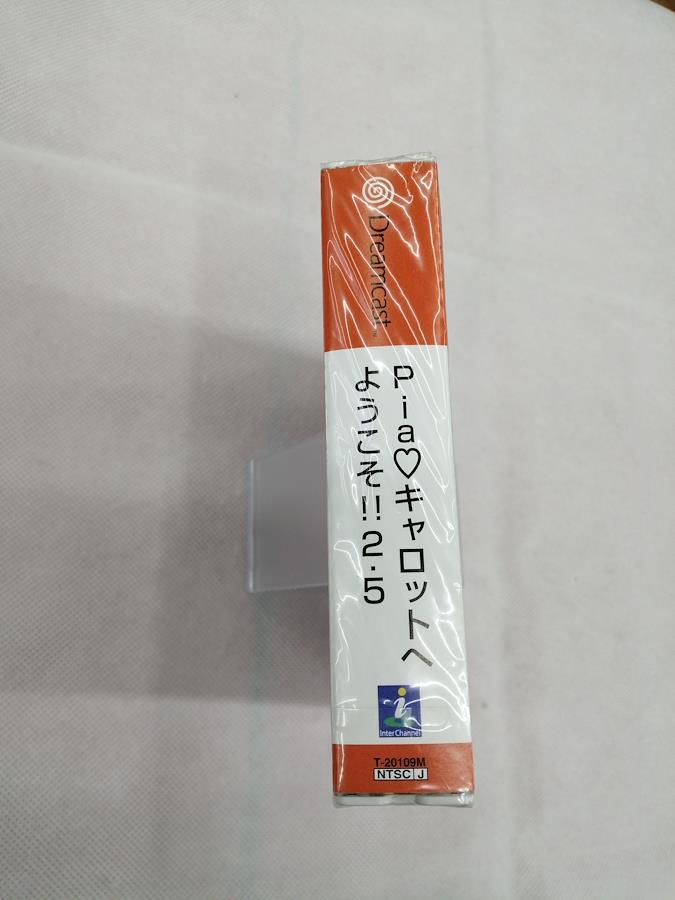 Dreamcast
Pia♡キャロットへ
ようこそ!!2.5
i
InterChannel
T-20109M
NTSC J